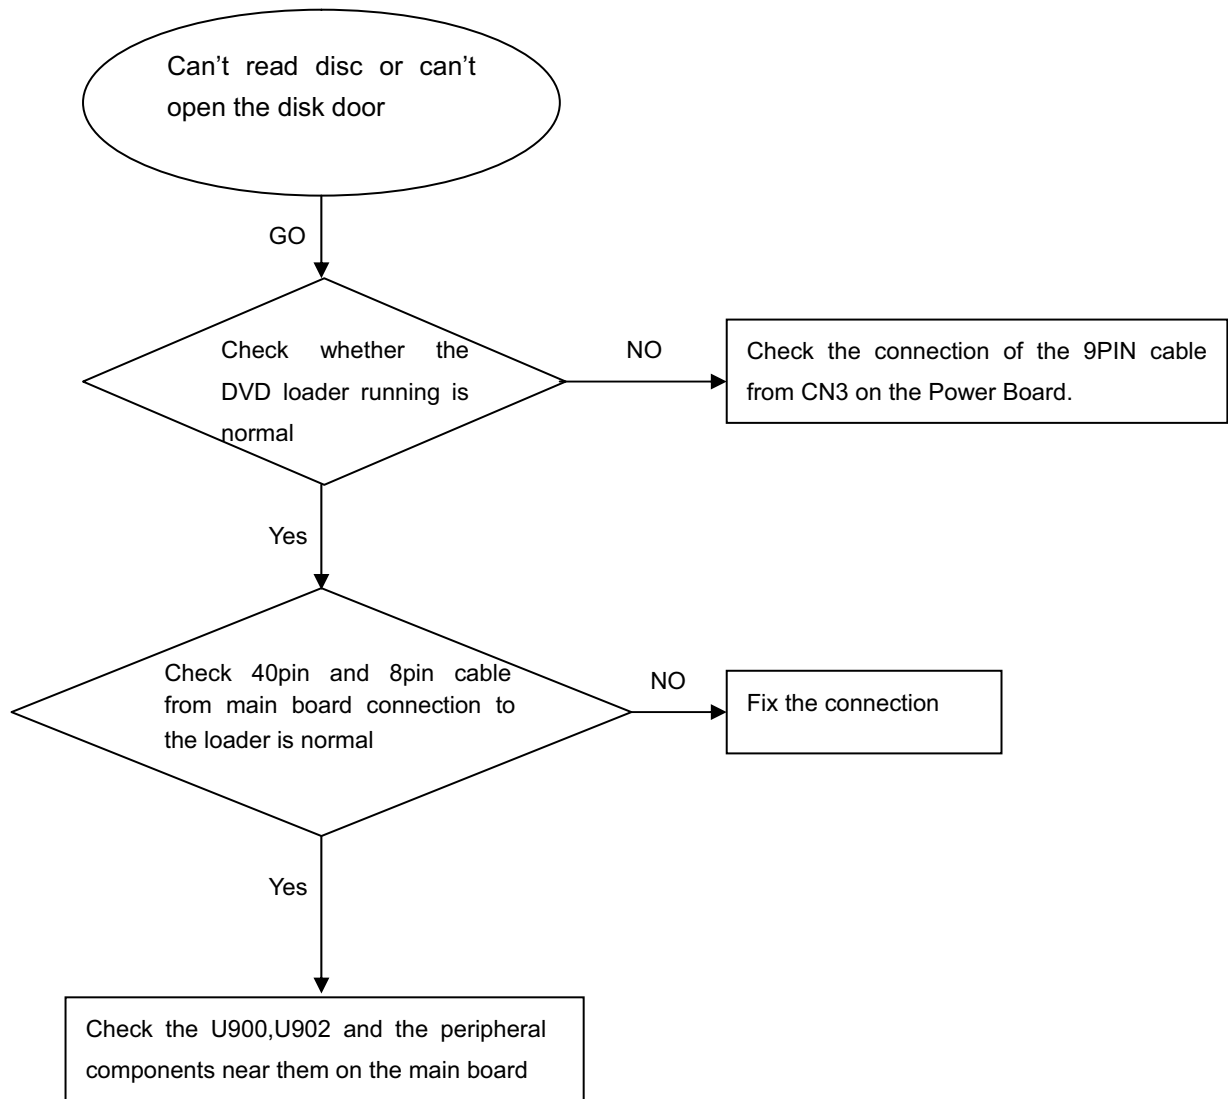 Can’t read disc or can’t
open the disk door
GO
Check whether the
DVD loader running is
normal
NO
Check the connection of the 9PIN cable
from CN3 on the Power Board.
Yes
Check 40pin and 8pin cable
from main board connection to
the loader is normal
NO
Fix the connection
Yes
Check the U900,U902 and the peripheral
components near them on the main board